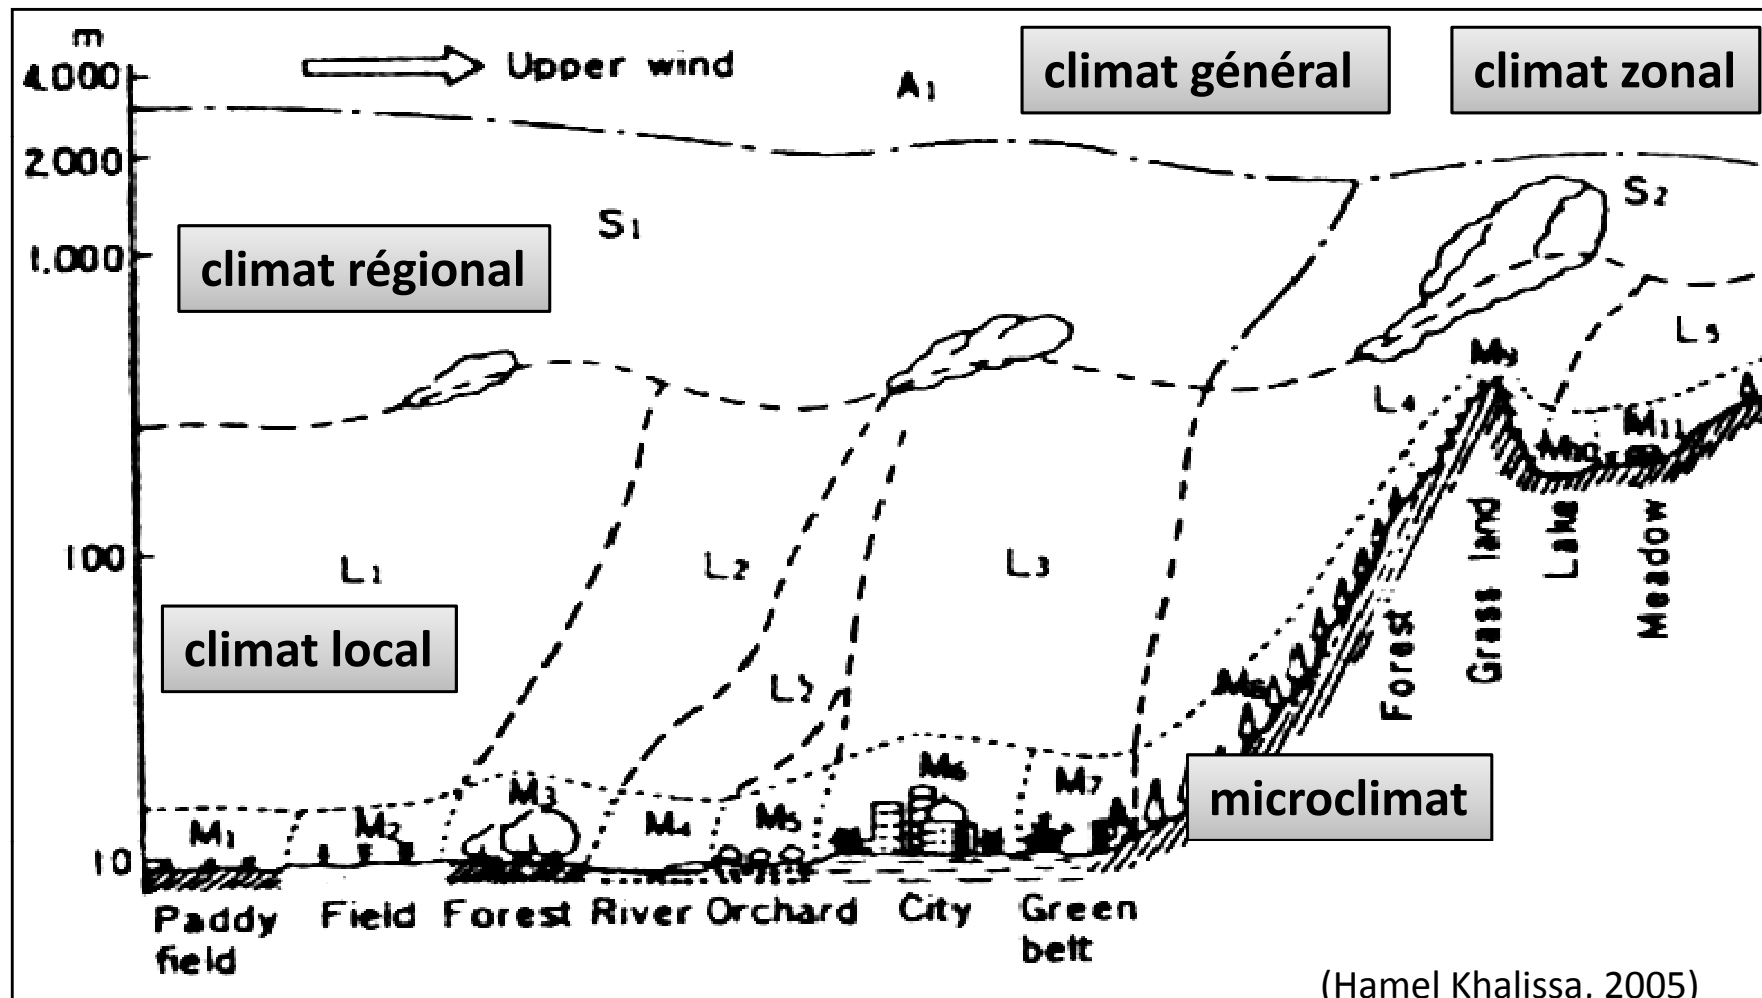 m
4.000
Upper wind
A1
climat général
climat zonal
2.000
S1
S2
1.000
climat régional
L5
M9
L4
M11
M10
100
L1
L2
L3
climat local
Forest
Grass land
Lake
Meadow
M8
M6
M7
microclimat
M3
M1
M2
M4
M5
10
Paddy
field
Field
Forest
River
Orchard
City
Green
belt
(Hamel Khalissa, 2005)